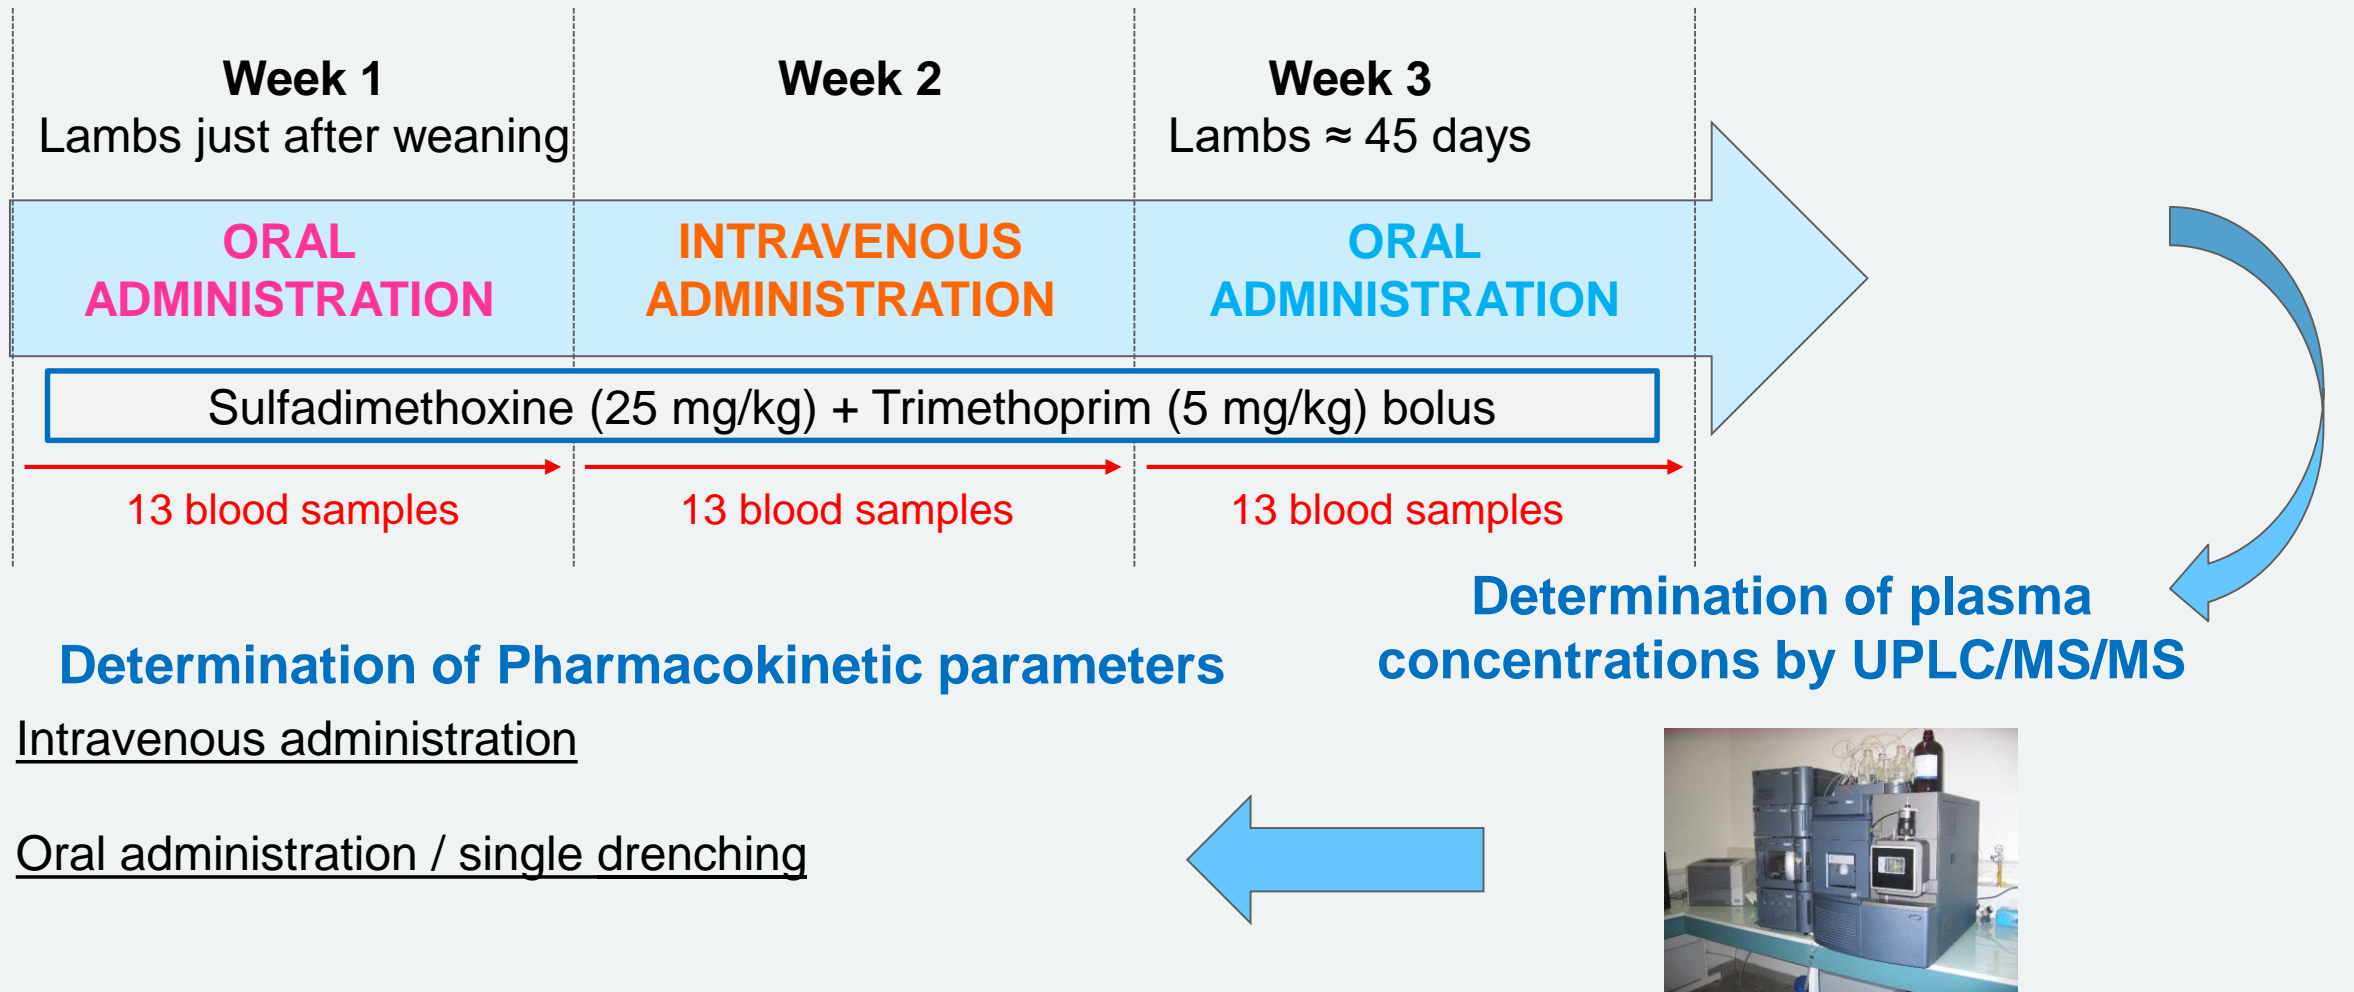 Week 1
Lambs just after weaning
Week 2
Week 3
Lambs ≈ 45 days
ORAL
ADMINISTRATION
INTRAVENOUS
ADMINISTRATION
ORAL
ADMINISTRATION
Sulfadimethoxine (25 mg/kg) + Trimethoprim (5 mg/kg) bolus
13 blood samples
13 blood samples
13 blood samples
Determination of plasma
concentrations by UPLC/MS/MS
Determination of Pharmacokinetic parameters
Intravenous administration
Oral administration / single drenching